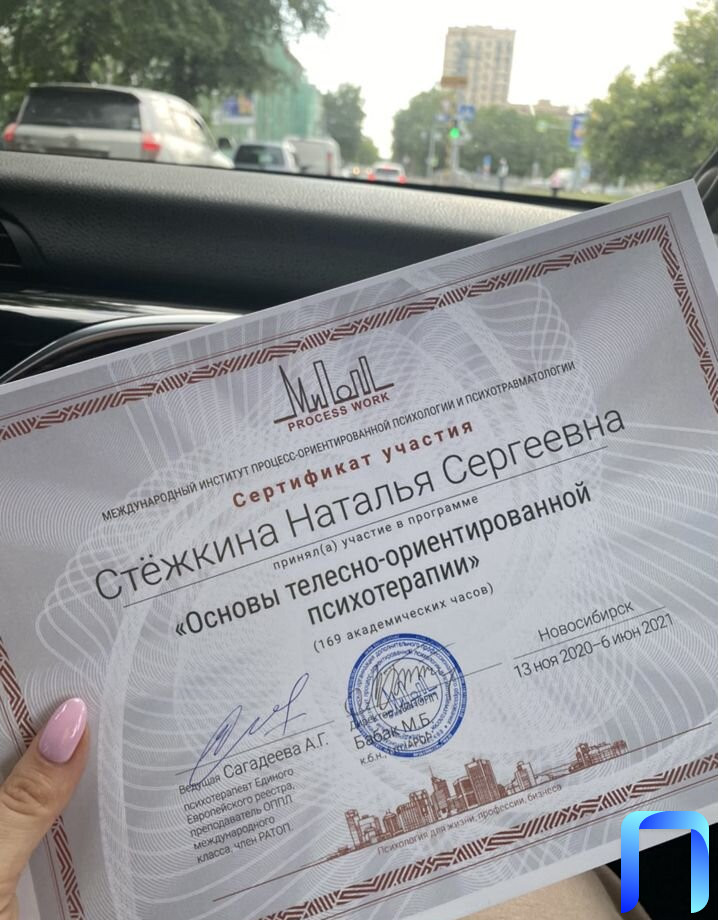 МИПОПП
PROCESS WORK
МЕЖДУНАРОДНЫЙ ИНСТИТУТ ПРОЦЕСС-ОРИЕНТИРОВАННОЙ ПСИХОЛОГИИ И ПСИХОТРАВМАТОЛОГИИ
Сертификат участия
Стёжкина Наталья Сергеевна
принял(а) участие в программе
«Основы телесно-ориентированной
психотерапии»
(169 академических часов)
Новосибирск
13 ноя 2020–6 июн 2021
Ведущая Сагадеева А.Г.
психотерапевт Единого
Европейского реестра,
преподаватель ОППЛ
международного
класса, член РАТОП.
Директор
Бабак М.Б.
к.б.н.,
Психология для жизни, профессии, бизнеса